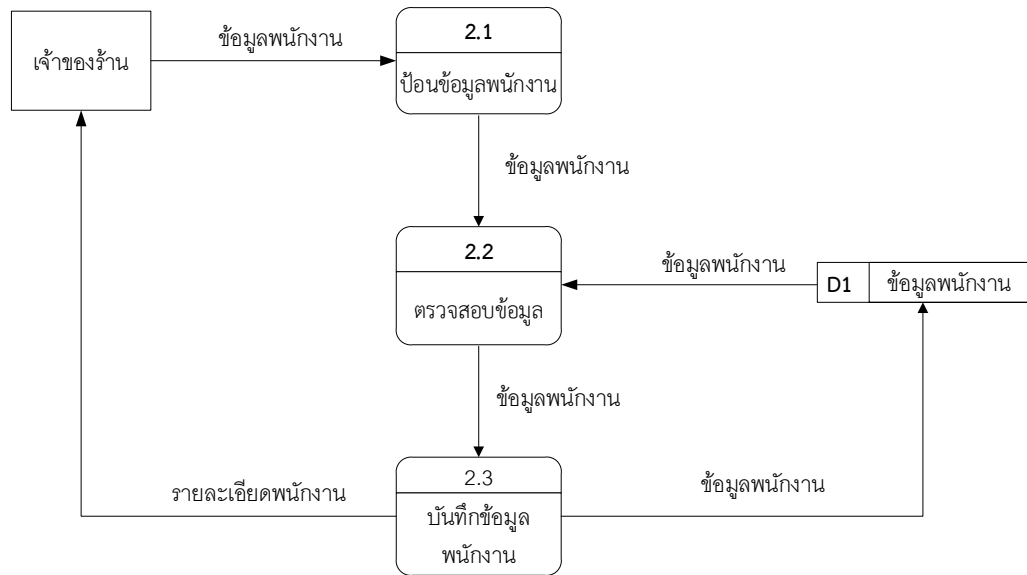 เจ้าของร้าน
ข้อมูลพนักงาน
2.1
ป้อนข้อมูลพนักงาน
ข้อมูลพนักงาน
2.2
ตรวจสอบข้อมูล
ข้อมูลพนักงาน
D1 ข้อมูลพนักงาน
ข้อมูลพนักงาน
2.3
บันทึกข้อมูล
พนักงาน
รายละเอียดพนักงาน
ข้อมูลพนักงาน